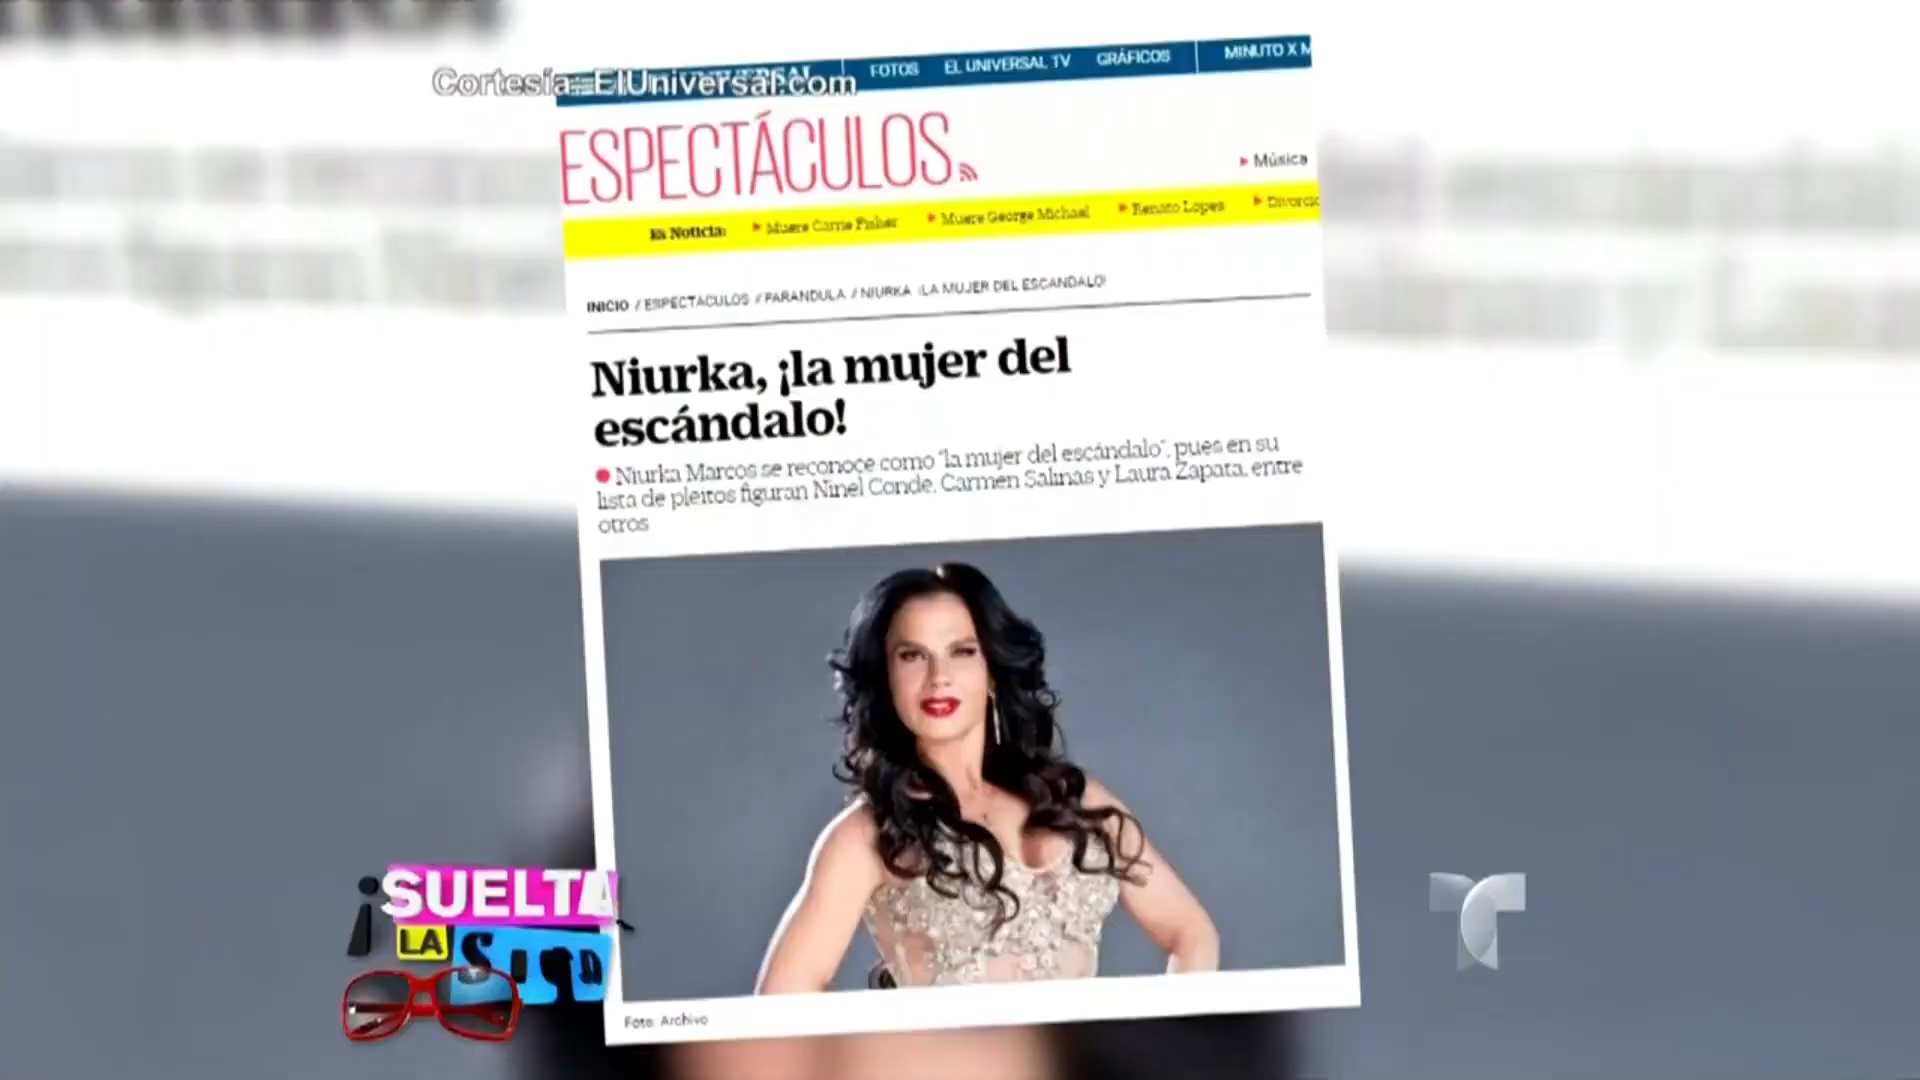 Cortesía: ElUniversal.com
FOTOS EL UNIVERSAL TV GRÁFICOS MINUTO X M
ESPECTÁCULOS
Música
Es Noticia: Muere Carrie Fisher Muere George Michael Renato López Divorcio
INICIO / ESPECTÁCULOS / FARÁNDULA / NIURKA ¡LA MUJER DEL ESCÁNDALO!
Niurka, ¡la mujer del
escándalo!
Niurka Marcos se reconoce como "la mujer del escándalo", pues en su
lista de pleitos figuran Ninel Conde, Carmen Salinas y Laura Zapata, entre
otros
Foto: Archivo
¡SUELTA
LA
T